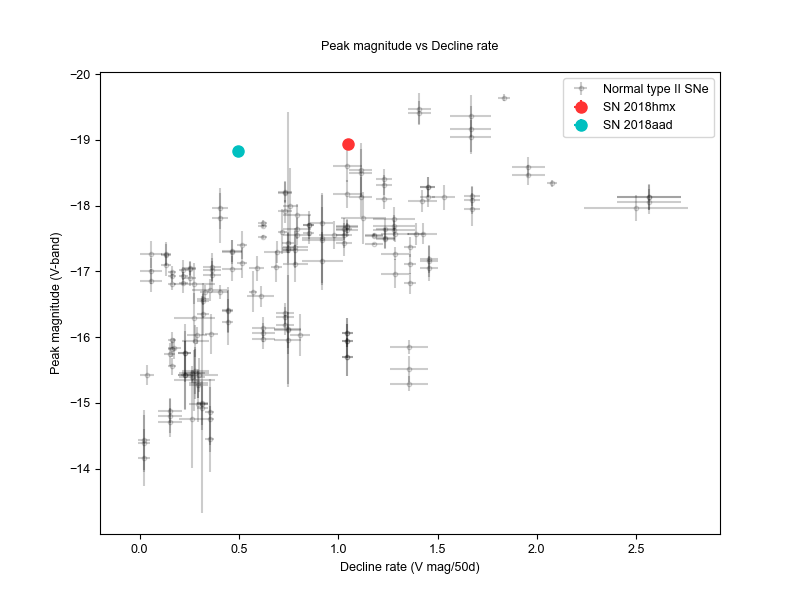 Peak magnitude vs Decline rate
−20
−19
−18
−17
−16
−15
−14
Peak magnitude (V-band)
Normal type II SNe
SN 2018hmx
SN 2018aad
0.0 0.5 1.0 1.5 2.0 2.5
Decline rate (V mag/50d)